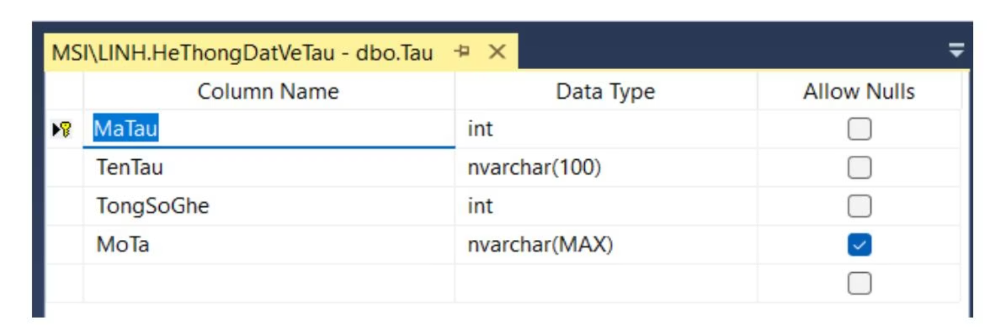 MSI\LINH.HeThongDatVeTau - dbo.Tau
Column Name Data Type Allow Nulls
MaTau int
TenTau nvarchar(100)
TongSoGhe int
MoTa nvarchar(MAX)